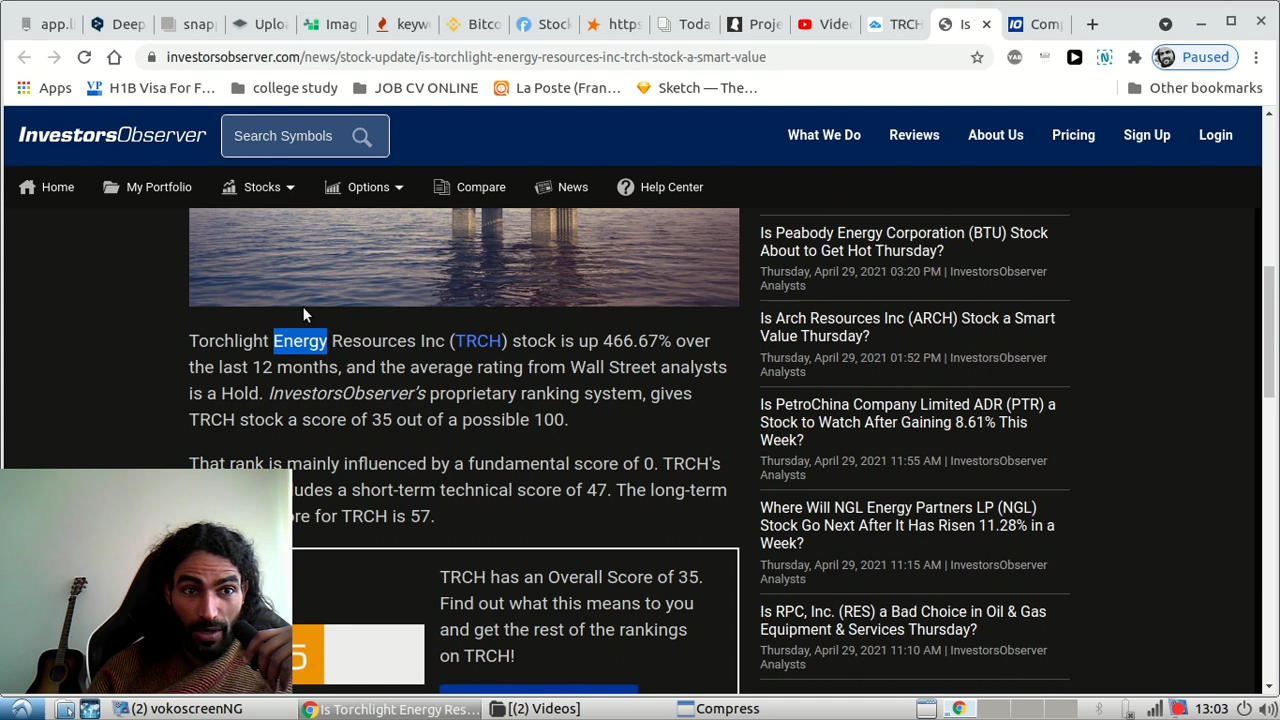 app.l
Deep
snap
Uploa
Imag
keyw
Bitco
Stock
https
Toda
Proje
Video
TRCH
Is
Comp
investorsobserver.com/news/stock-update/is-torchlight-energy-resources-inc-trch-stock-a-smart-value
YAB
N
Paused
Apps
VP
H1B Visa For F...
college study
JOB CV ONLINE
La Poste (Fran...
Sketch — The...
Other bookmarks
InvestorsObserver
Search Symbols
What We Do
Reviews
About Us
Pricing
Sign Up
Login
Home
My Portfolio
Stocks
Options
Compare
News
Help Center
Torchlight Energy Resources Inc (TRCH) stock is up 466.67% over
the last 12 months, and the average rating from Wall Street analysts
is a Hold. InvestorsObserver's proprietary ranking system, gives
TRCH stock a score of 35 out of a possible 100.
That rank is mainly influenced by a fundamental score of 0. TRCH's
udes a short-term technical score of 47. The long-term
re for TRCH is 57.
TRCH has an Overall Score of 35.
Find out what this means to you
and get the rest of the rankings
on TRCH!
5
Is Peabody Energy Corporation (BTU) Stock
About to Get Hot Thursday?
Thursday, April 29, 2021 03:20 PM | InvestorsObserver
Analysts
Is Arch Resources Inc (ARCH) Stock a Smart
Value Thursday?
Thursday, April 29, 2021 01:52 PM | InvestorsObserver
Analysts
Is PetroChina Company Limited ADR (PTR) a
Stock to Watch After Gaining 8.61% This
Week?
Thursday, April 29, 2021 11:55 AM | InvestorsObserver
Analysts
Where Will NGL Energy Partners LP (NGL)
Stock Go Next After It Has Risen 11.28% in a
Week?
Thursday, April 29, 2021 11:15 AM | InvestorsObserver
Analysts
Is RPC, Inc. (RES) a Bad Choice in Oil & Gas
Equipment & Services Thursday?
Thursday, April 29, 2021 11:10 AM | InvestorsObserver
Analysts
(2) vokoscreenNG
Is Torchlight Energy Res...
[(2) Videos]
Compress
13:03